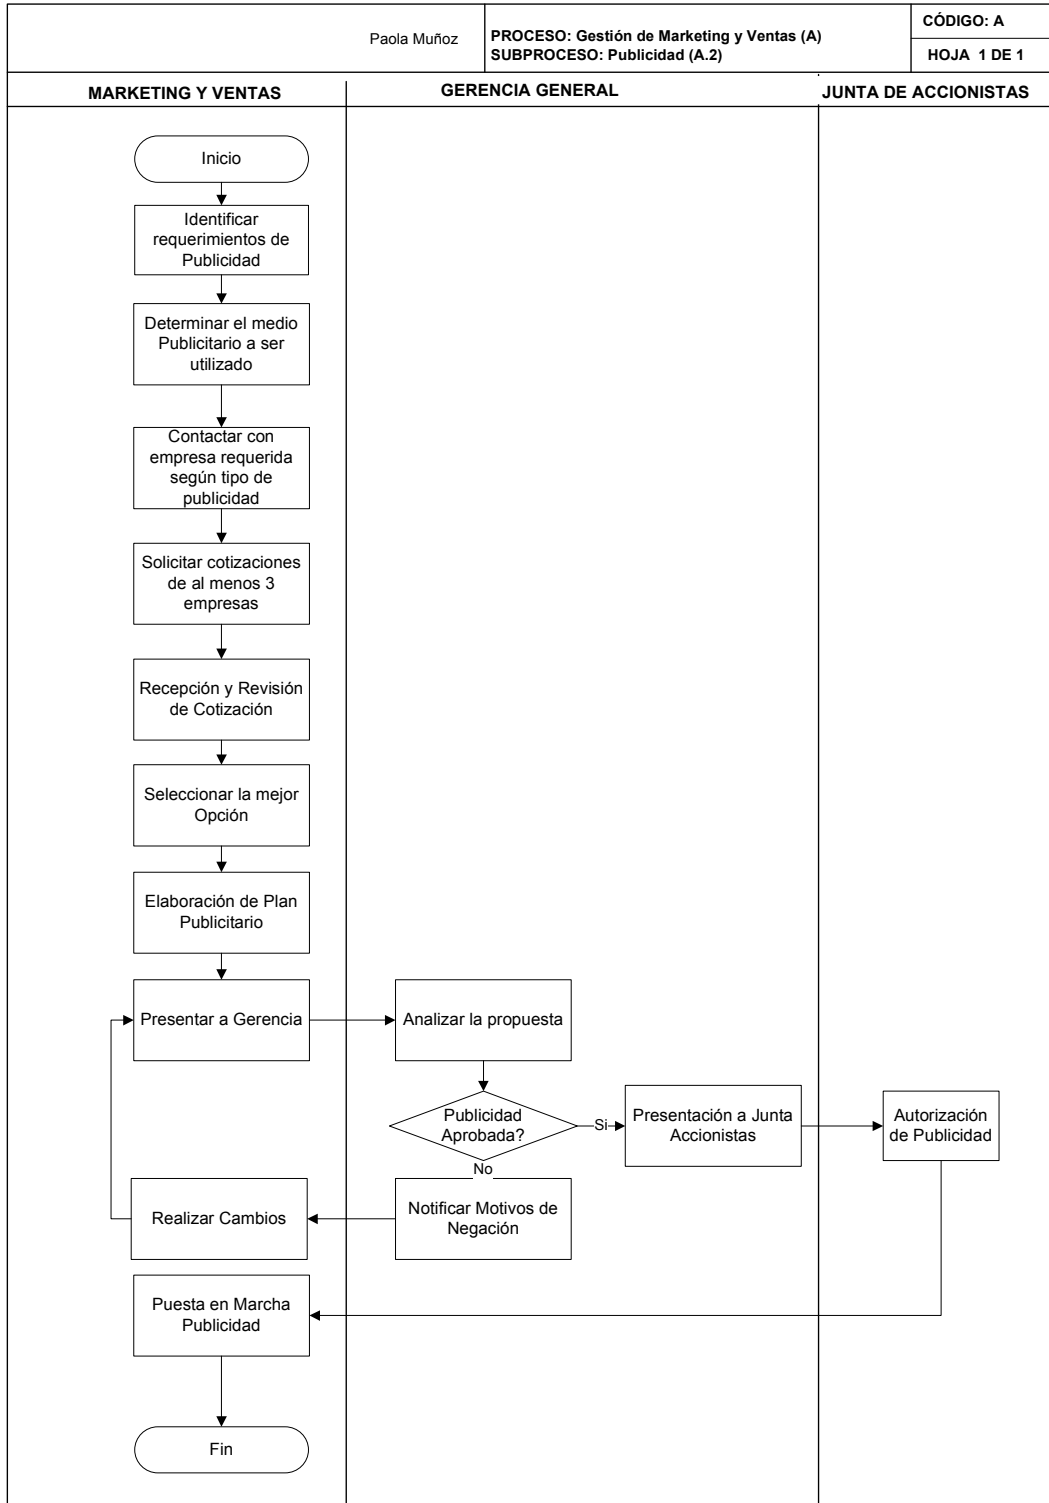 Paola Muñoz
PROCESO: Gestión de Marketing y Ventas (A)
SUBPROCESO: Publicidad (A.2)
CÓDIGO: A
HOJA 1 DE 1
MARKETING Y VENTAS
GERENCIA GENERAL
JUNTA DE ACCIONISTAS
Inicio
Identificar
requerimientos de
Publicidad
Determinar el medio
Publicitario a ser
utilizado
Contactar con
empresa requerida
según tipo de
publicidad
Solicitar cotizaciones
de al menos 3
empresas
Recepción y Revisión
de Cotización
Seleccionar la mejor
Opción
Elaboración de Plan
Publicitario
Presentar a Gerencia
Analizar la propuesta
Publicidad
Aprobada?
Si
Presentación a Junta
Accionistas
Autorización
de Publicidad
No
Notificar Motivos de
Negación
Realizar Cambios
Puesta en Marcha
Publicidad
Fin